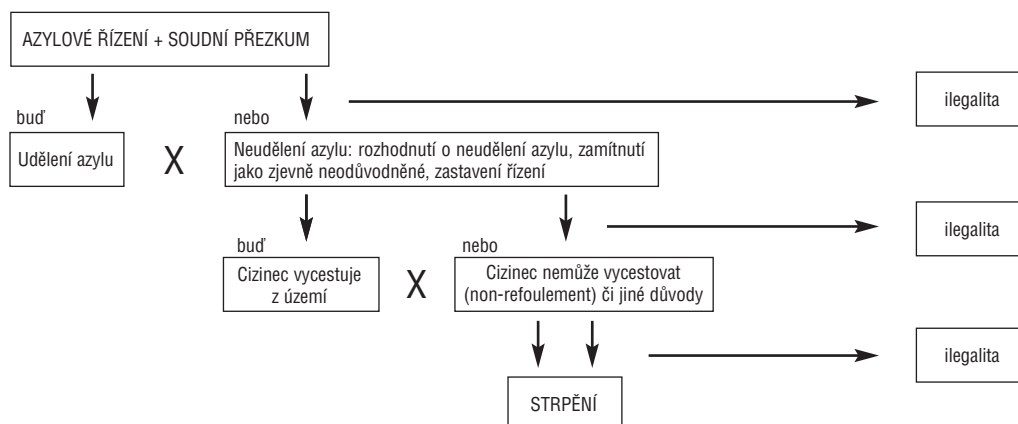 AZYLOVÉ ŘÍZENÍ + SOUDNÍ PŘEZKUM
ilegalita
buď
nebo
Udělení azylu
X
Neudělení azylu: rozhodnutí o neudělení azylu, zamítnutí
jako zjevně neodůvodněné, zastavení řízení
ilegalita
buď
nebo
Cizinec vycestuje
z území
X
Cizinec nemůže vycestovat
(non-refoulement) či jiné důvody
ilegalita
STRPĚNÍ